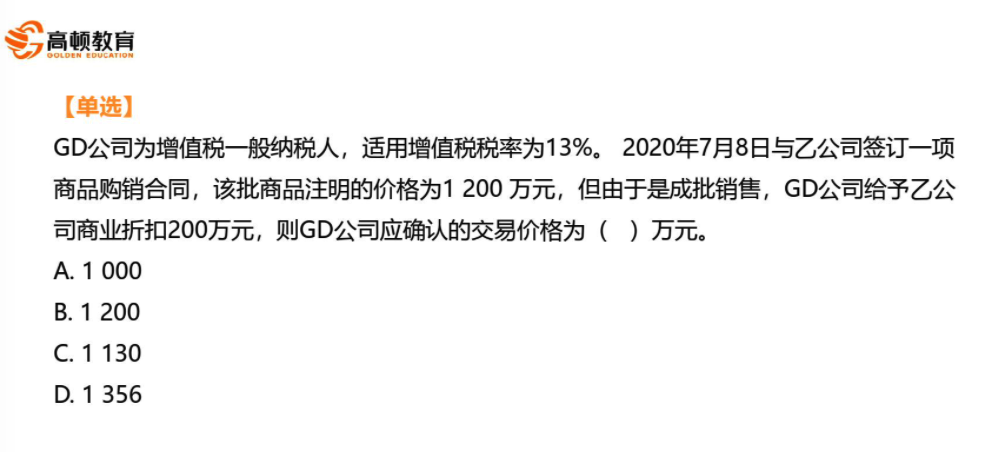 高顿教育
GOLDEN EDUCATION
【单选】
GD公司为增值税一般纳税人，适用增值税税率为13%。 2020年7月8日与乙公司签订一项
商品购销合同，该批商品注明的价格为1 200 万元，但由于是成批销售，GD公司给予乙公
司商业折扣200万元，则GD公司应确认的交易价格为（  ）万元。
A. 1 000
B. 1 200
C. 1 130
D. 1 356